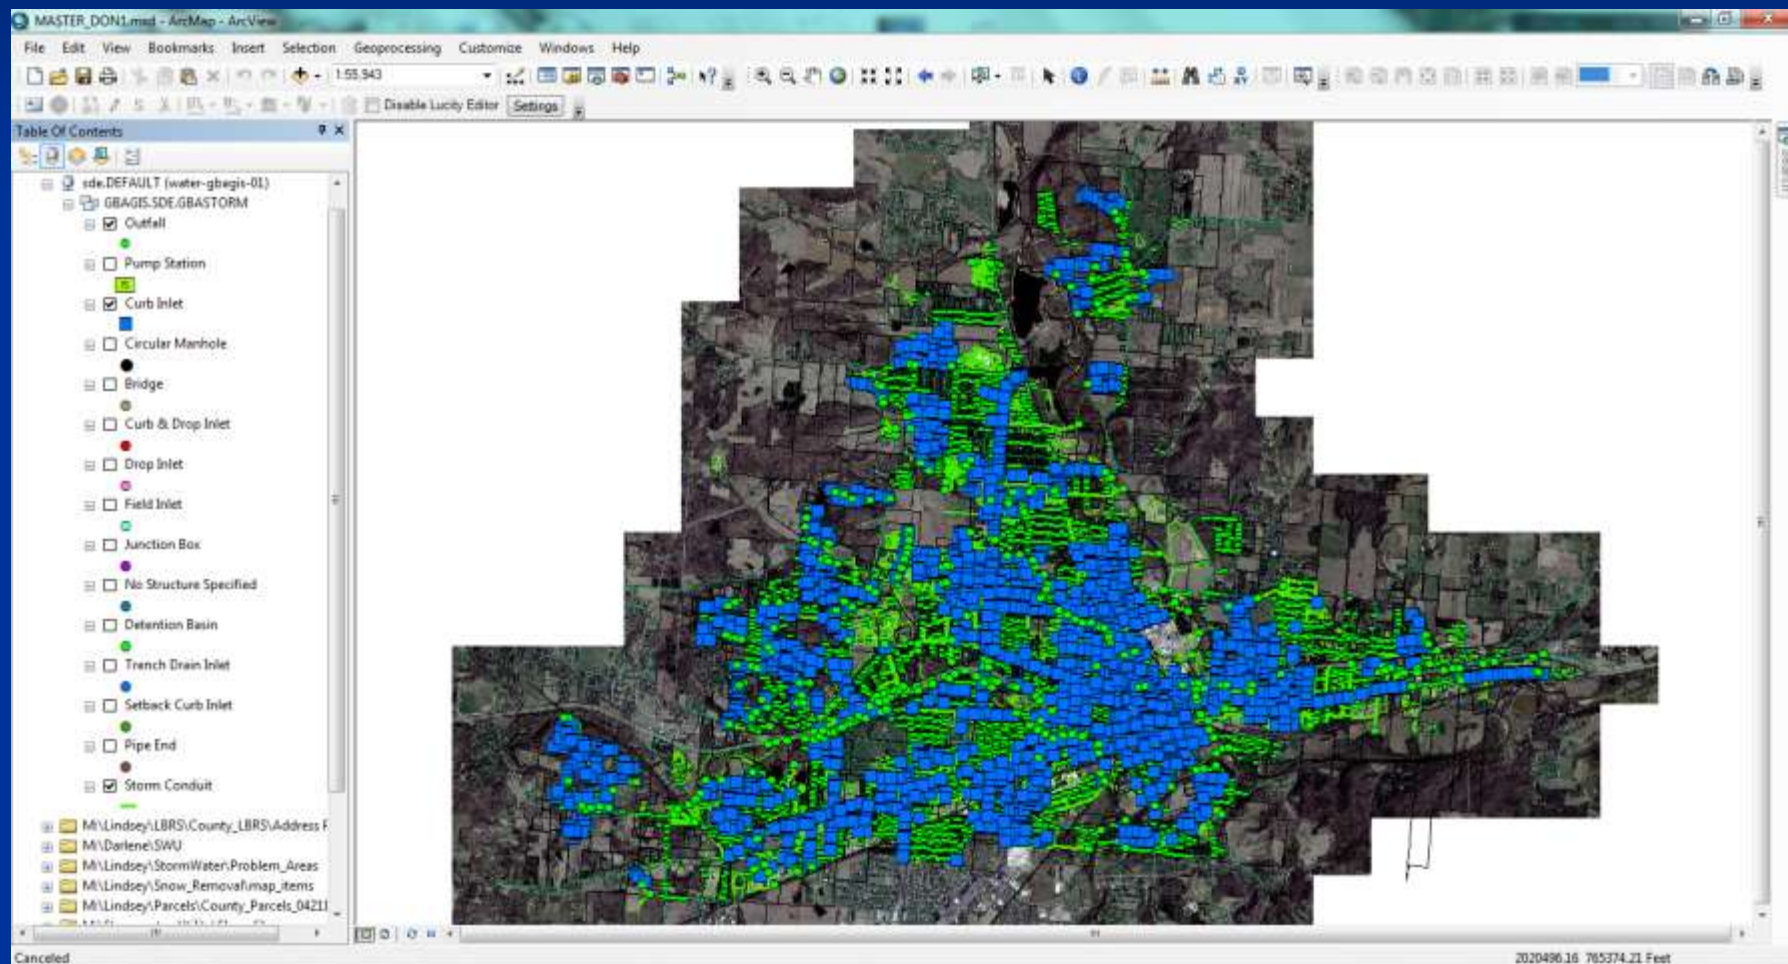 MASTER_DON1.mxd - ArcMap - ArcView
File Edit View Bookmarks Insert Selection Geoprocessing Customize Windows Help
1:55,943
Disable Lucity Editor Settings
Table Of Contents
sde.DEFAULT (water-gbagis-01)
GBAGIS.SDE.GBASTORM
Outfall
Pump Station
Curb Inlet
Circular Manhole
Bridge
Curb & Drop Inlet
Drop Inlet
Field Inlet
Junction Box
No Structure Specified
Detention Basin
Trench Drain Inlet
Setback Curb Inlet
Pipe End
Storm Conduit
M:\Lindsey\LBRS\County_LBRS\Address
M:\Darlene\SWU
M:\Lindsey\StormWater\Problem_Areas
M:\Lindsey\Snow_Removal\map_items
M:\Lindsey\Parcels\County_Parcels_0421
Canceled
2020496.16 765374.21 Feet